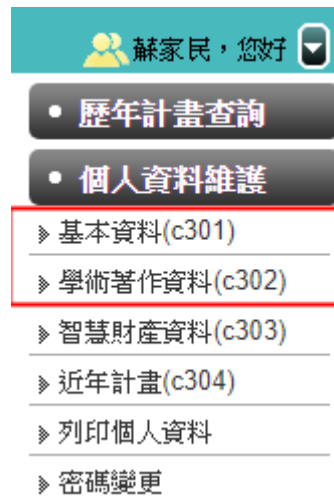 蘇家民，您好
• 歷年計畫查詢
• 個人資料維護
基本資料(c301)
學術著作資料(c302)
智慧財產資料(c303)
近年計畫(c304)
列印個人資料
密碼變更